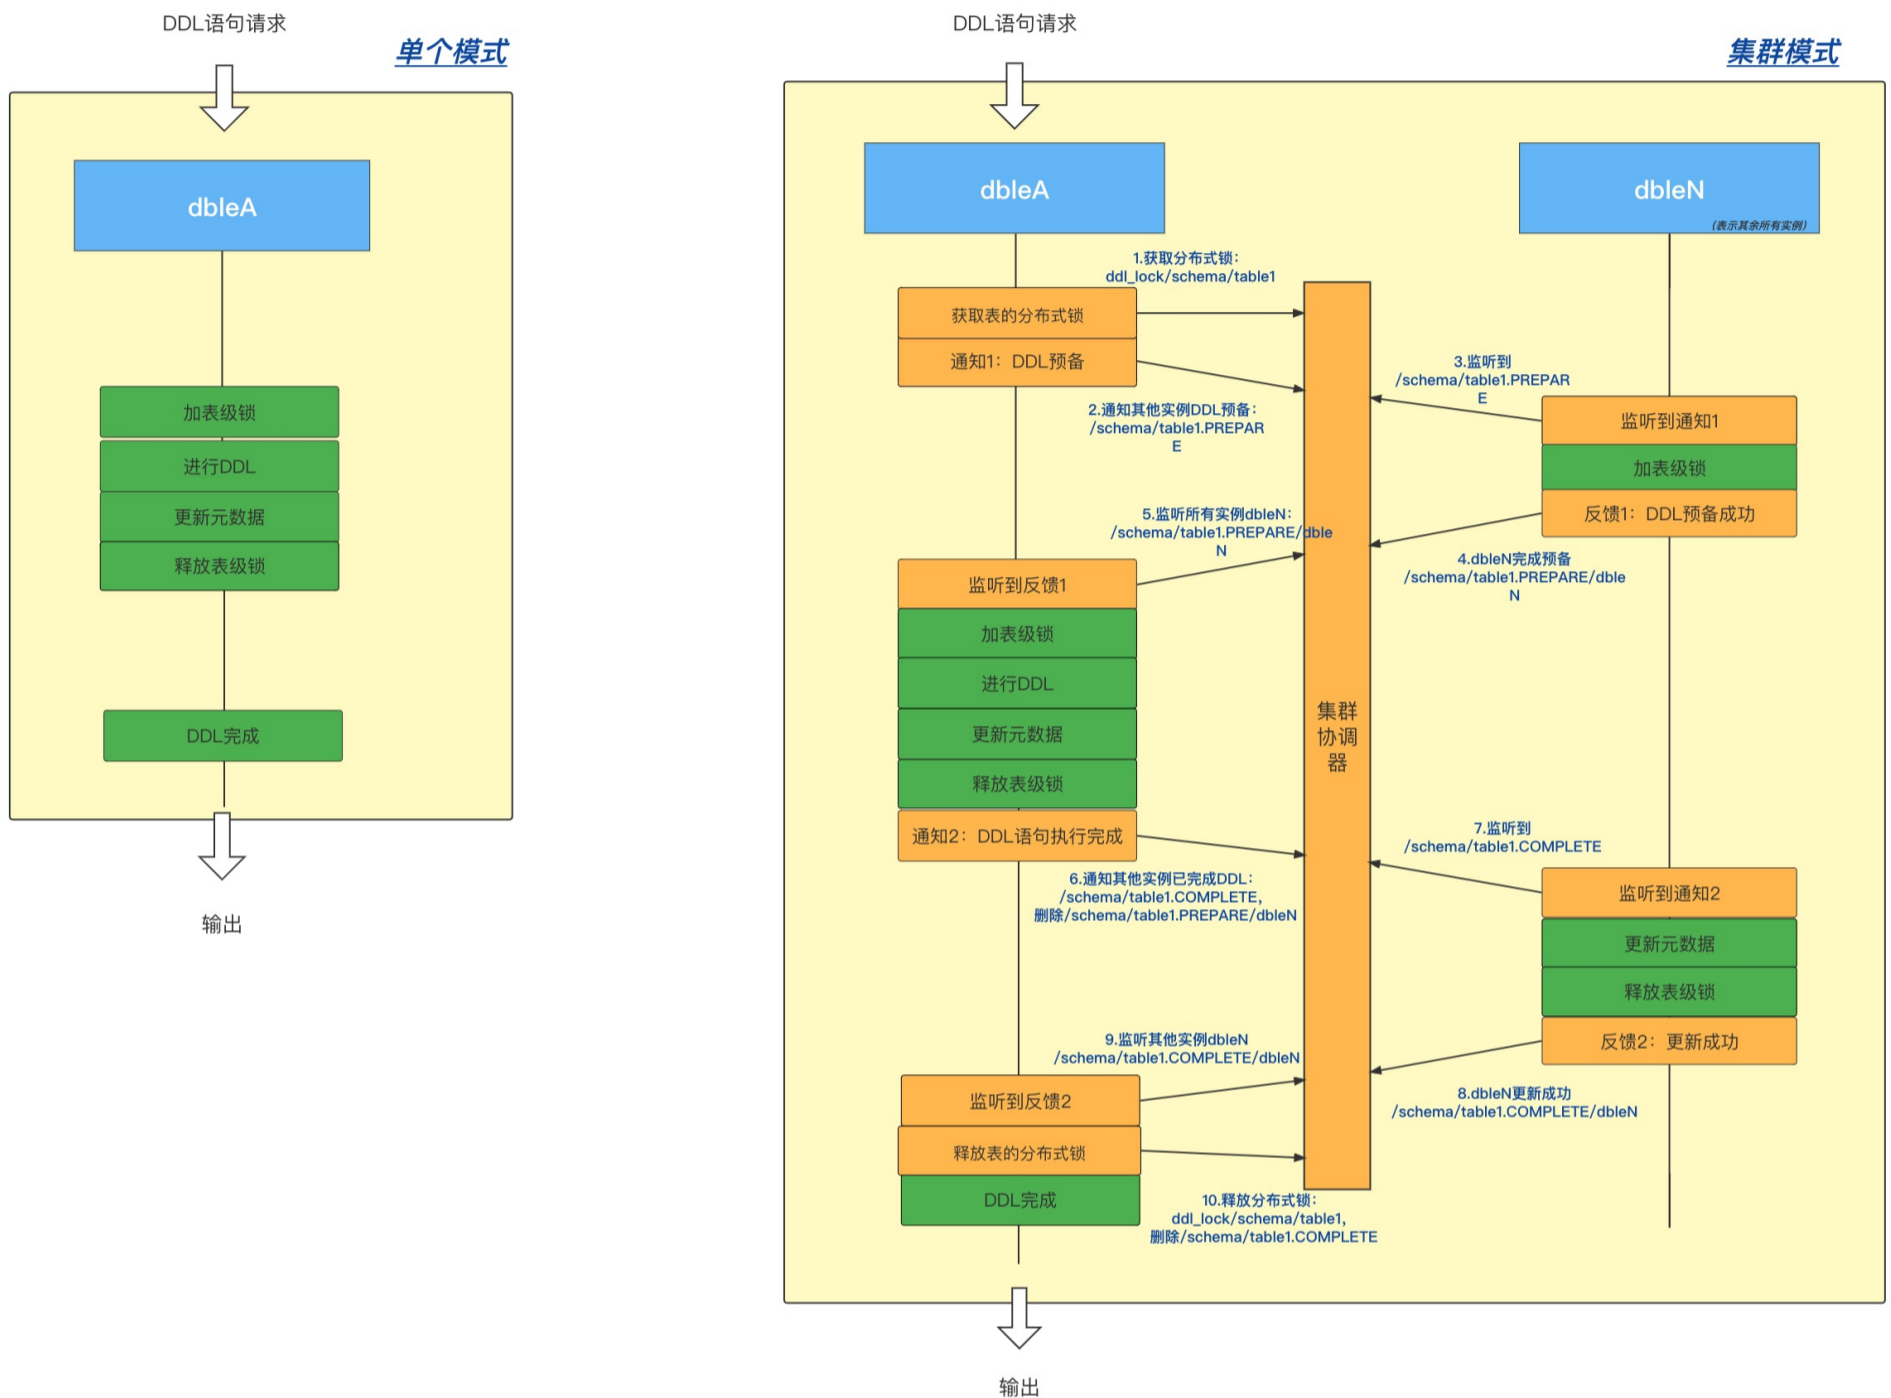 DDL语句请求
单个模式
dbleA
加表级锁
进行DDL
更新元数据
释放表级锁
DDL完成
输出
DDL语句请求
集群模式
dbleA
dbleN
(表示其余所有实例)
1.获取分布式锁：
ddl_lock/schema/table1
获取表的分布式锁
通知1：DDL预备
2.通知其他实例DDL预备：
/schema/table1.PREPAR
E
3.监听到
/schema/table1.PREPAR
E
监听到通知1
加表级锁
反馈1：DDL预备成功
4.dbleN完成预备
/schema/table1.PREPARE/dble
N
5.监听所有实例dbleN：
/schema/table1.PREPARE/dble
N
监听到反馈1
加表级锁
进行DDL
更新元数据
释放表级锁
通知2：DDL语句执行完成
集群
协调
器
6.通知其他实例已完成DDL：
/schema/table1.COMPLETE，
删除/schema/table1.PREPARE/dbleN
7.监听到
/schema/table1.COMPLETE
监听到通知2
更新元数据
释放表级锁
反馈2：更新成功
8.dbleN更新成功
/schema/table1.COMPLETE/dbleN
9.监听其他实例dbleN
/schema/table1.COMPLETE/dbleN
监听到反馈2
释放表的分布式锁
DDL完成
10.释放分布式锁：
ddl_lock/schema/table1，
删除/schema/table1.COMPLETE
输出